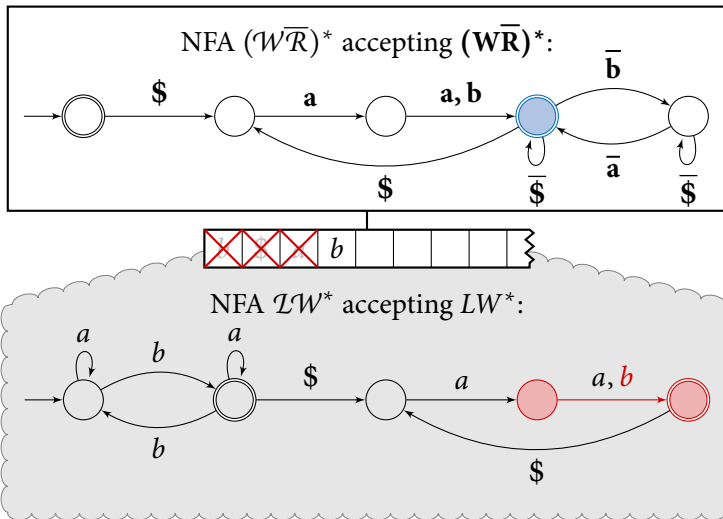 NFA (𝒲ℛ̅)* accepting (𝐖𝐑̅)*:
b̅
$ a a, b
a̅
$ $̅ $̅
b $ a b
NFA ℒ𝒲* accepting LW*:
a a
b $ a a, b
b $